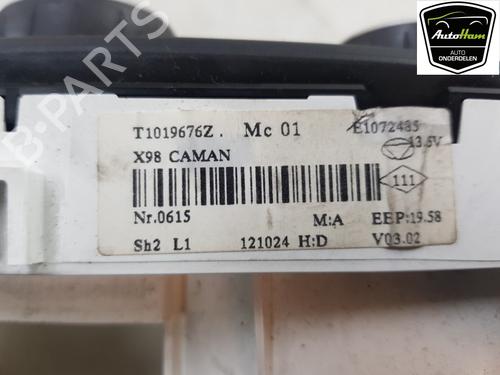 AutoHam
AUTO
ONDERDELEN
T1019676Z . Mc 01 E1072485
13.5V
X98 CAMAN
111
Nr.0615 M:A EEP:19.58
Sh2 L1 121024 H:D V03.02
B-PARTS